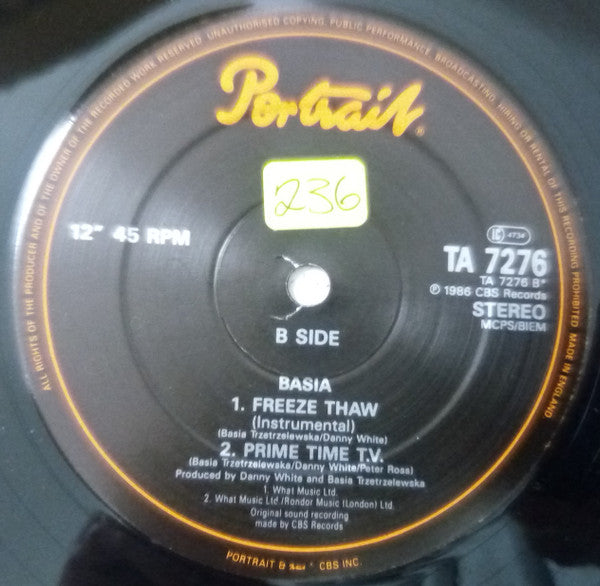 ALL RIGHTS OF THE PRODUCER AND OF THE OWNER OF THE RECORDED WORK RESERVED. UNAUTHORISED COPYING, PUBLIC PERFORMANCE, BROADCASTING, HIRING OR RENTAL OF THIS RECORDING PROHIBITED. MADE IN ENGLAND
Portrait®
236
12" 45 RPM
LC 4734
TA 7276
TA 7276 B*
℗ 1986 CBS Records
STEREO
MCPS/BIEM
B SIDE
BASIA
1. FREEZE THAW
(Instrumental)
(Basia Trzetrzelewska/Danny White)
2. PRIME TIME T.V.
(Basia Trzetrzelewska/Danny White/Peter Ross)
Produced by Danny White and Basia Trzetrzelewska
1. What Music Ltd.
2. What Music Ltd./Rondor Music (London) Ltd.
Original sound recording
made by CBS Records
PORTRAIT & CBS INC.